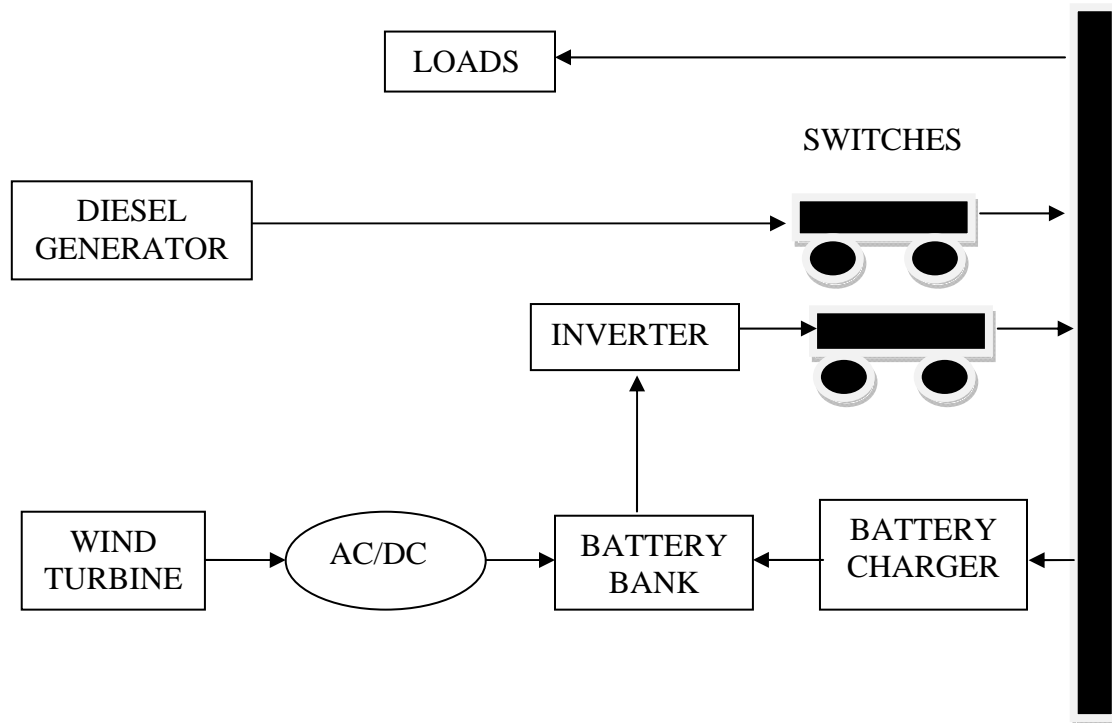 LOADS
SWITCHES
DIESEL
GENERATOR
INVERTER
WIND
TURBINE
AC/DC
BATTERY
BANK
BATTERY
CHARGER